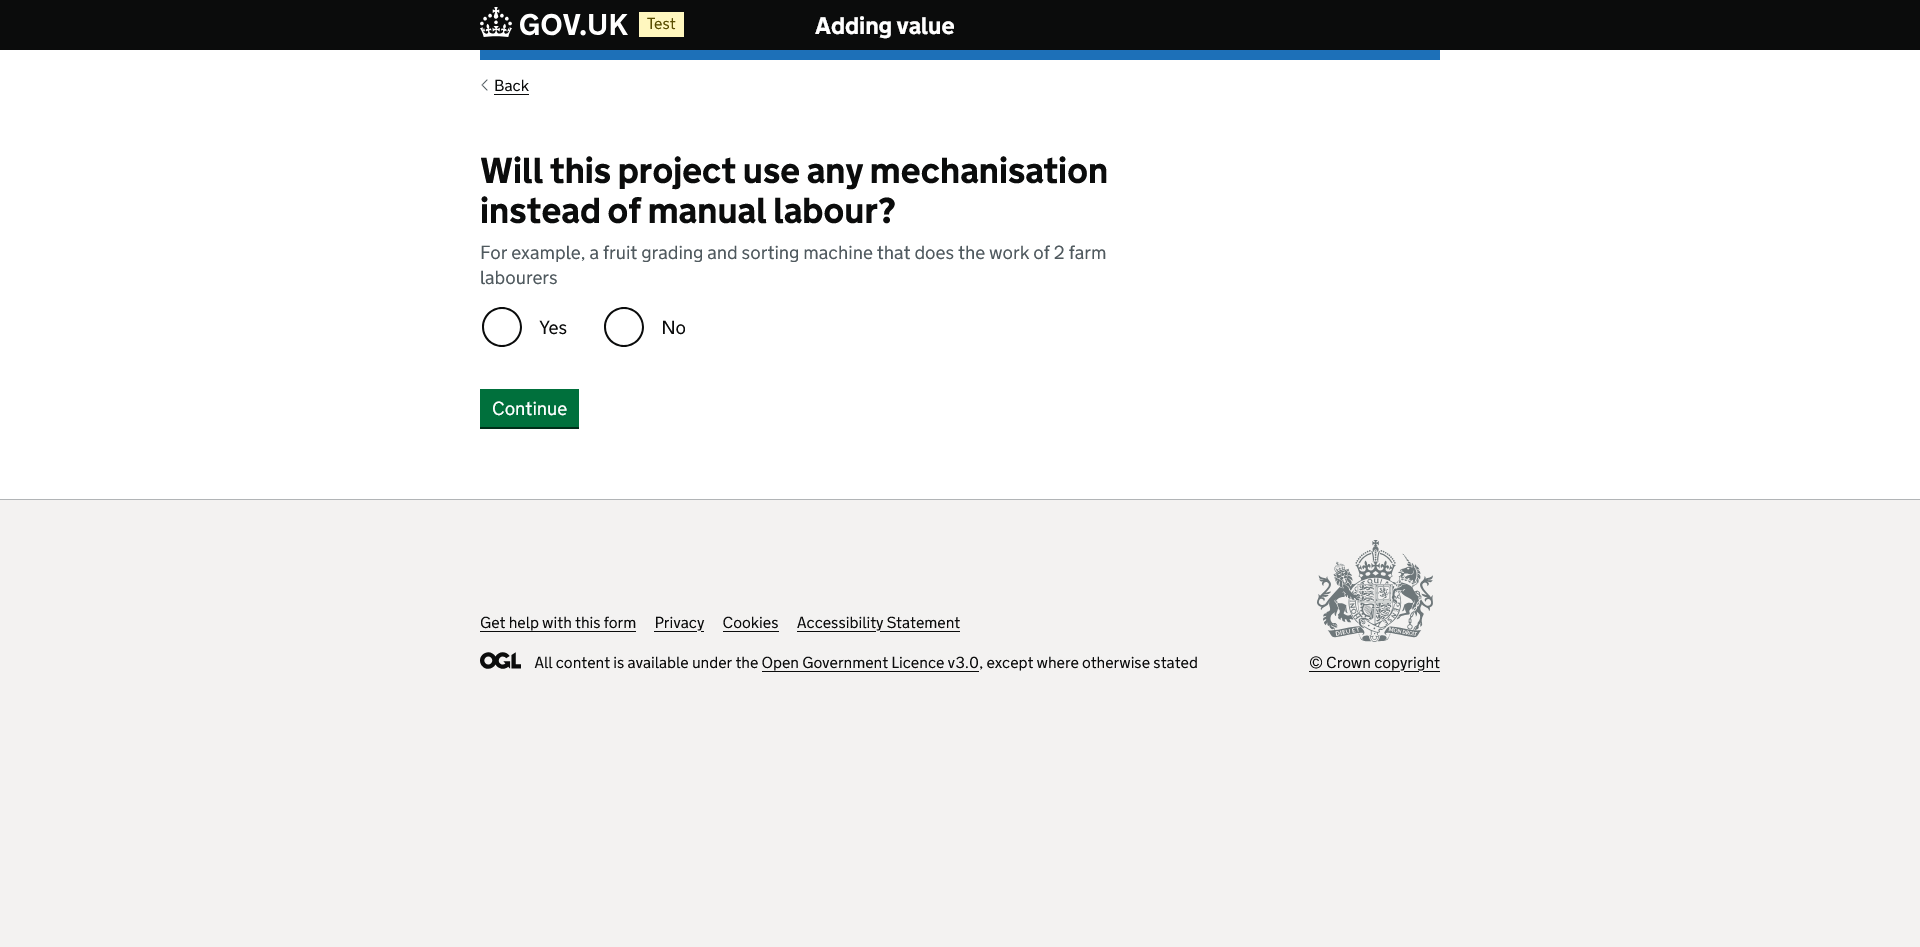 GOV.UK Test Adding value
Back
Will this project use any mechanisation
instead of manual labour?
For example, a fruit grading and sorting machine that does the work of 2 farm
labourers
Yes No
Continue
Get help with this form Privacy Cookies Accessibility Statement
OGL All content is available under the Open Government Licence v3.0, except where otherwise stated
© Crown copyright